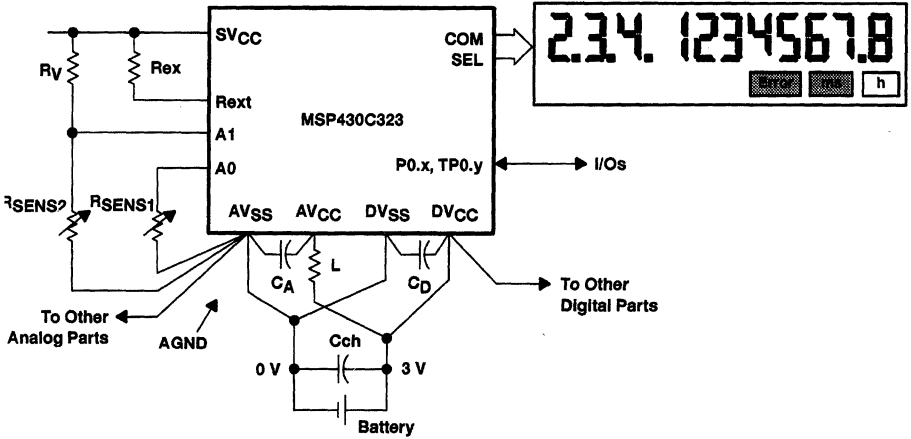 SVCC
COM
SEL
2.3.4. 1234567.8
Error ms h
RV
Rex
Rext
MSP430C323
A1
A0
P0.x, TP0.y
I/Os
RSENS2
RSENS1
AVSS
AVCC
DVSS
DVCC
CA
L
CD
To Other
Digital Parts
To Other
Analog Parts
AGND
Cch
0 V
3 V
Battery